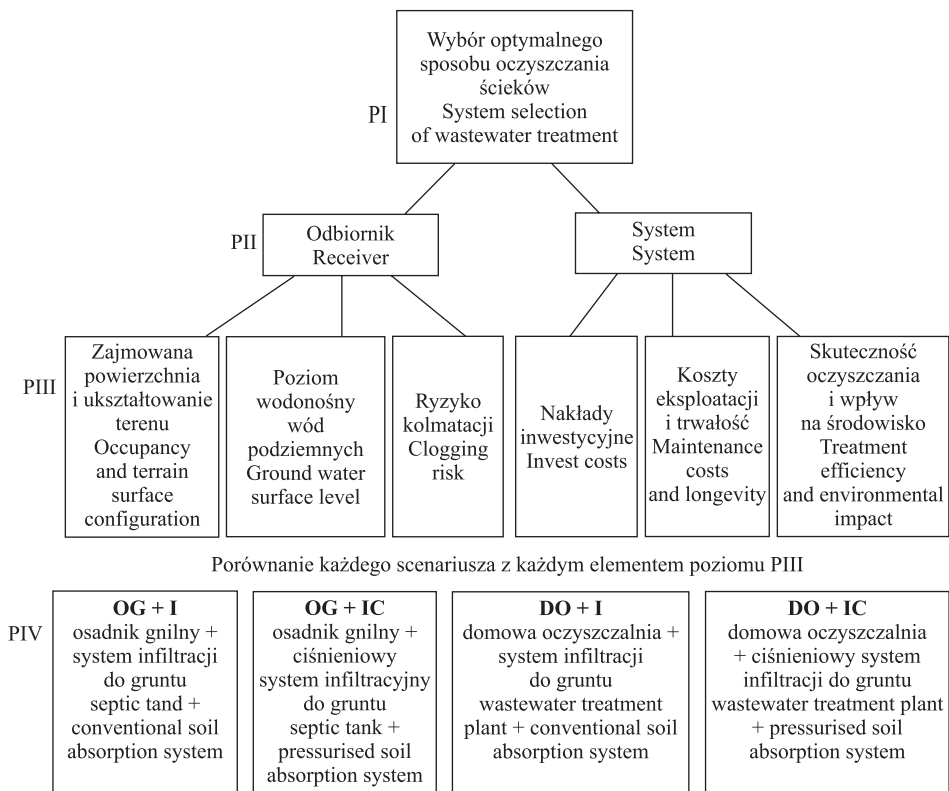 PI
Wybór optymalnego
sposobu oczyszczania
ścieków
System selection
of wastewater treatment
PII
Odbiornik
Receiver
System
System
PIII
Zajmowana
powierzchnia
i ukształtowanie
terenu
Occupancy
and terrain
surface
configuration
Poziom
wodonośny
wód
podziemnych
Ground water
surface level
Ryzyko
kolmatacji
Clogging
risk
Nakłady
inwestycyjne
Invest costs
Koszty
eksploatacji
i trwałość
Maintenance
costs
and longevity
Skuteczność
oczyszczania
i wpływ
na środowisko
Treatment
efficiency
and environmental
impact
Porównanie każdego scenariusza z każdym elementem poziomu PIII
PIV
OG + I
osadnik gnilny +
system infiltracji
do gruntu
septic tand +
conventional soil
absorption system
OG + IC
osadnik gnilny +
ciśnieniowy
system infiltracyjny
do gruntu
septic tank +
pressurised soil
absorption system
DO + I
domowa oczyszczalnia +
system infiltracji
do gruntu
wastewater treatment
plant + conventional soil
absorption system
DO + IC
domowa oczyszczalnia
+ ciśnieniowy system
infiltracji do gruntu
wastewater treatment plant
+ pressurised soil
absorption system